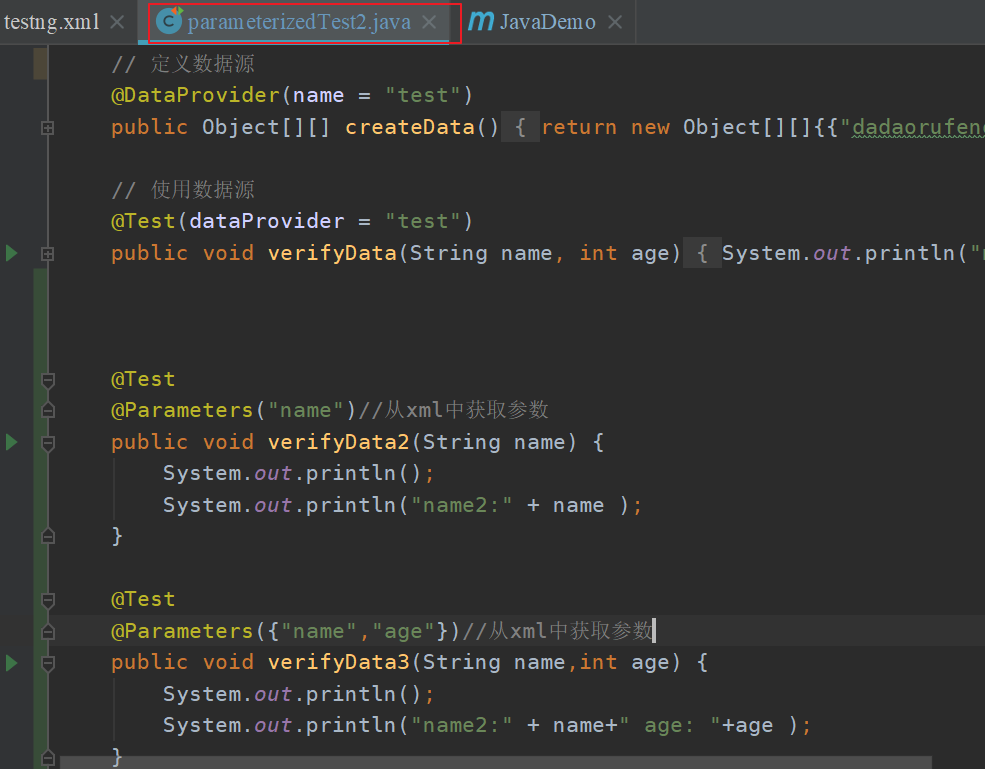 testng.xml parameterizedTest2.java JavaDemo
// 定义数据源
@DataProvider(name = "test")
public Object[][] createData() { return new Object[][]{{"dadaorufeng
// 使用数据源
@Test(dataProvider = "test")
public void verifyData(String name, int age) { System.out.println("
@Test
@Parameters("name")//从xml中获取参数
public void verifyData2(String name) {
System.out.println();
System.out.println("name2:" + name );
}
@Test
@Parameters({"name","age"})//从xml中获取参数
public void verifyData3(String name,int age) {
System.out.println();
System.out.println("name2:" + name+" age: "+age );
}